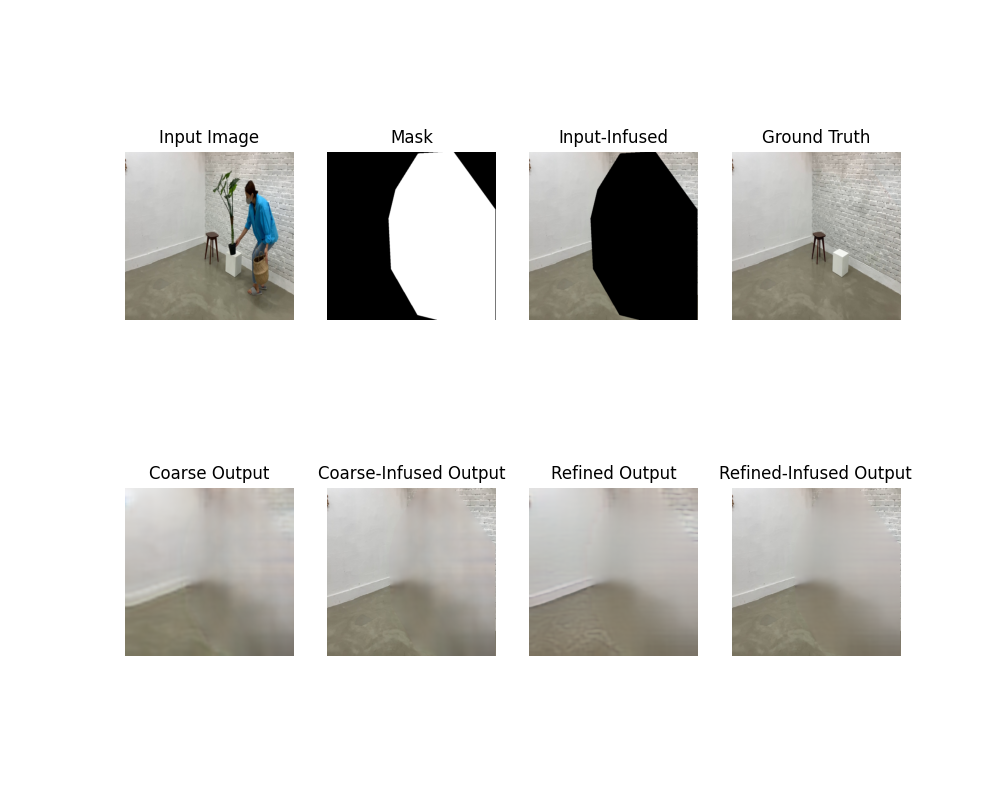 Input Image
Mask
Input-Infused
Ground Truth
Coarse Output
Coarse-Infused Output
Refined Output
Refined-Infused Output